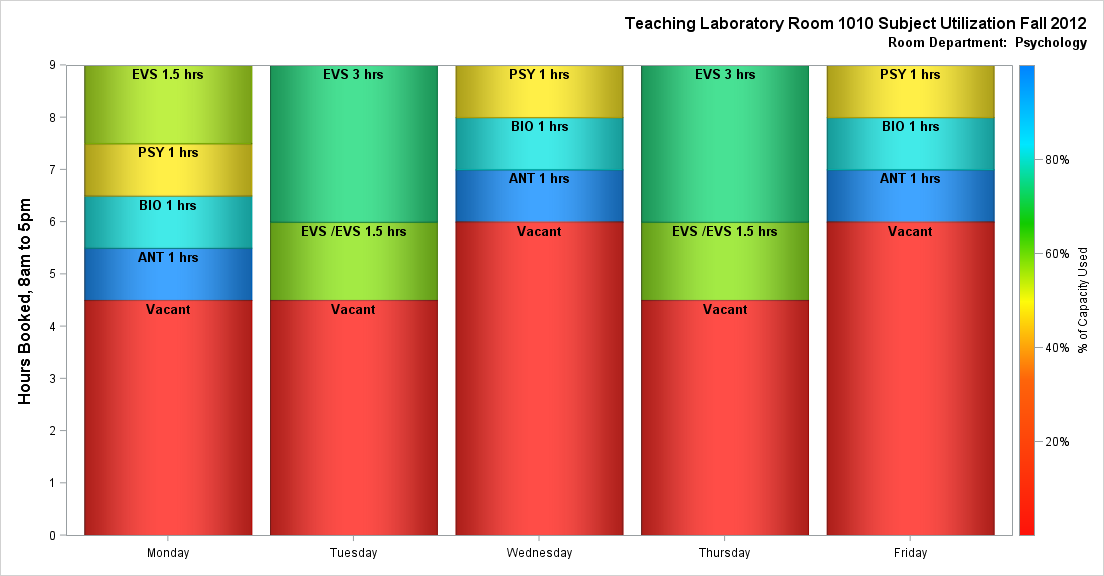 Teaching Laboratory Room 1010 Subject Utilization Fall 2012
Room Department: Psychology
Hours Booked, 8am to 5pm
9
8
7
6
5
4
3
2
1
0
EVS 1.5 hrs
PSY 1 hrs
BIO 1 hrs
ANT 1 hrs
Vacant
Monday
EVS 3 hrs
EVS /EVS 1.5 hrs
Vacant
Tuesday
PSY 1 hrs
BIO 1 hrs
ANT 1 hrs
Vacant
Wednesday
EVS 3 hrs
EVS /EVS 1.5 hrs
Vacant
Thursday
PSY 1 hrs
BIO 1 hrs
ANT 1 hrs
Vacant
Friday
80%
60%
40%
20%
% of Capacity Used